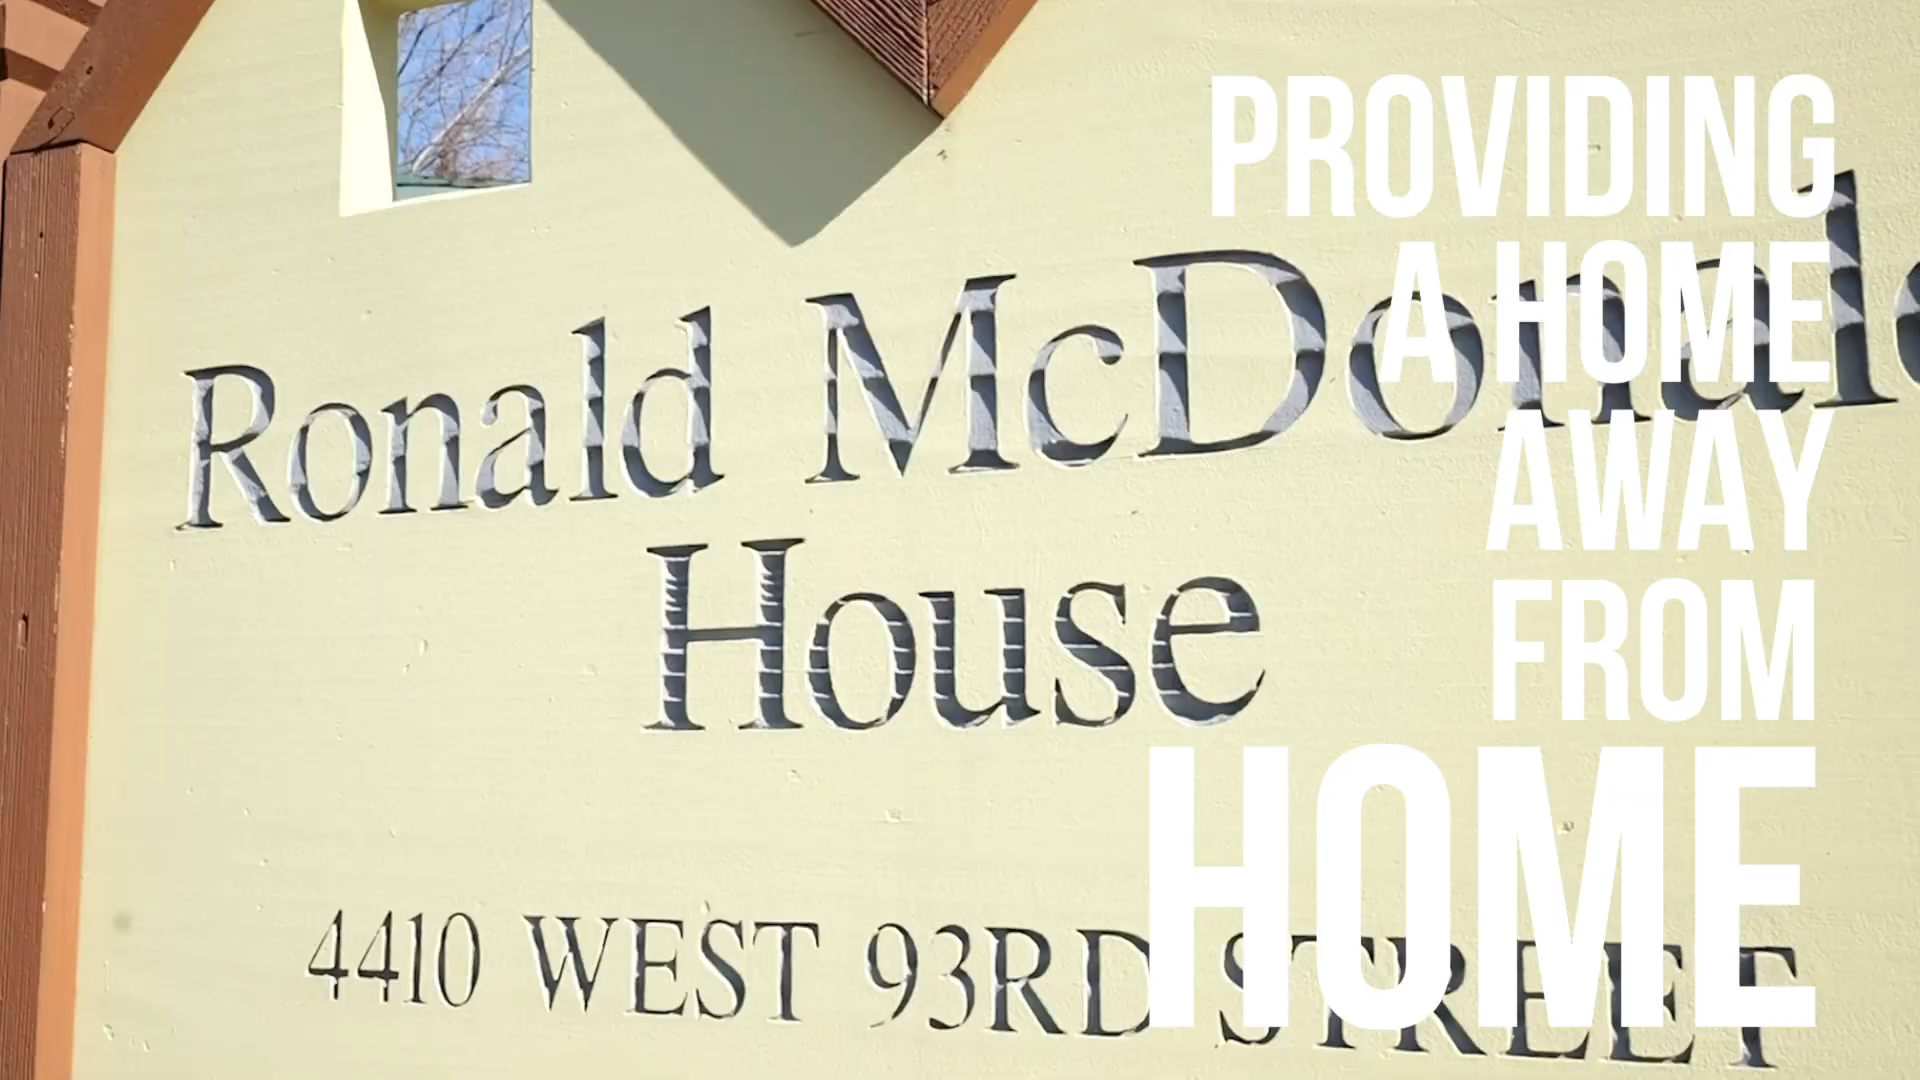 Ronald McDonald
House
4410 WEST 93RD STREET
PROVIDING
A HOME
AWAY
FROM
HOME